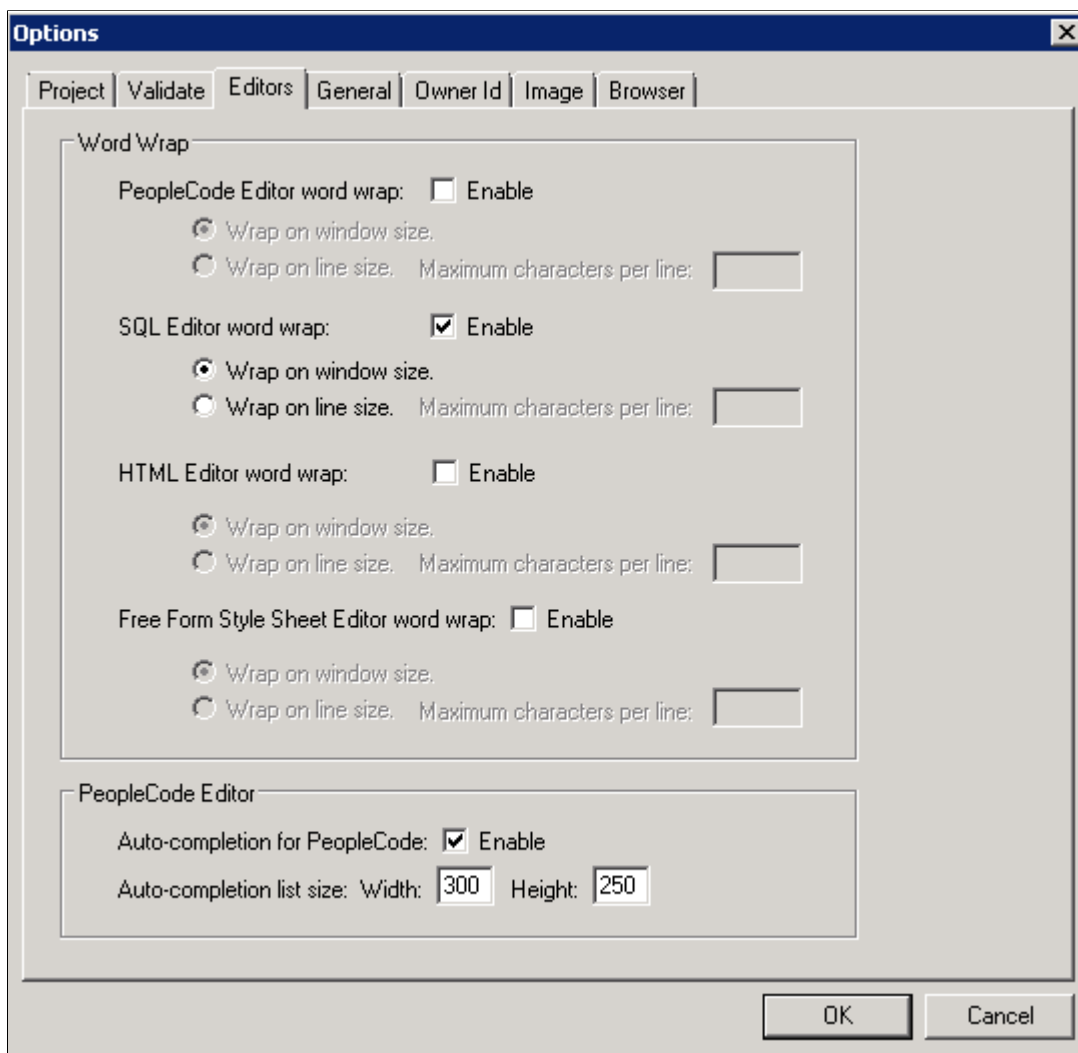 Options
Project Validate Editors General Owner Id Image Browser
Word Wrap
PeopleCode Editor word wrap: Enable
Wrap on window size.
Wrap on line size. Maximum characters per line:
SQL Editor word wrap: Enable
Wrap on window size.
Wrap on line size. Maximum characters per line:
HTML Editor word wrap: Enable
Wrap on window size.
Wrap on line size. Maximum characters per line:
Free Form Style Sheet Editor word wrap: Enable
Wrap on window size.
Wrap on line size. Maximum characters per line:
PeopleCode Editor
Auto-completion for PeopleCode: Enable
Auto-completion list size: Width: 300 Height: 250
OK Cancel